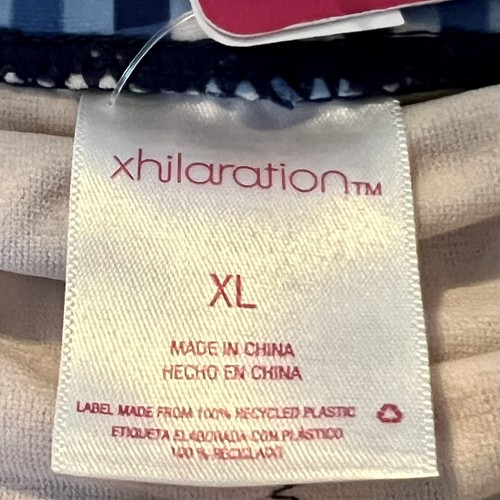 xhilaration™
XL
MADE IN CHINA
HECHO EN CHINA
LABEL MADE FROM 100% RECYCLED PLASTIC
ETIQUETA ELABORADA CON PLÁSTICO
100% RECICLADO